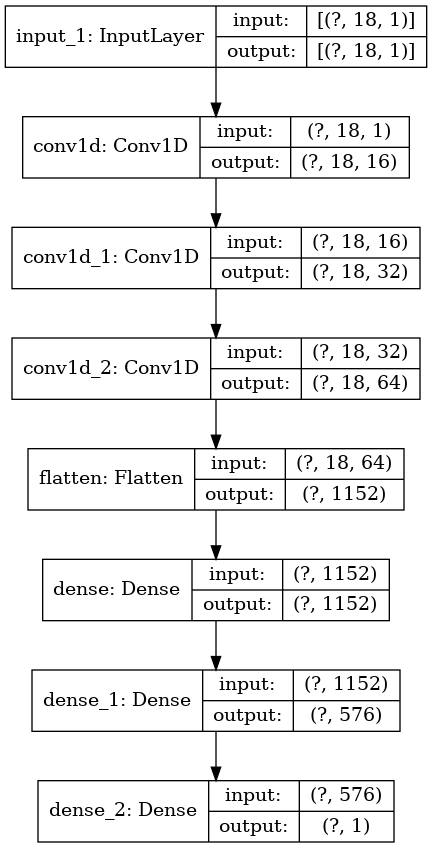 input_1: InputLayer
input: [(?, 18, 1)]
output: [(?, 18, 1)]
conv1d: Conv1D
input: (?, 18, 1)
output: (?, 18, 16)
conv1d_1: Conv1D
input: (?, 18, 16)
output: (?, 18, 32)
conv1d_2: Conv1D
input: (?, 18, 32)
output: (?, 18, 64)
flatten: Flatten
input: (?, 18, 64)
output: (?, 1152)
dense: Dense
input: (?, 1152)
output: (?, 1152)
dense_1: Dense
input: (?, 1152)
output: (?, 576)
dense_2: Dense
input: (?, 576)
output: (?, 1)